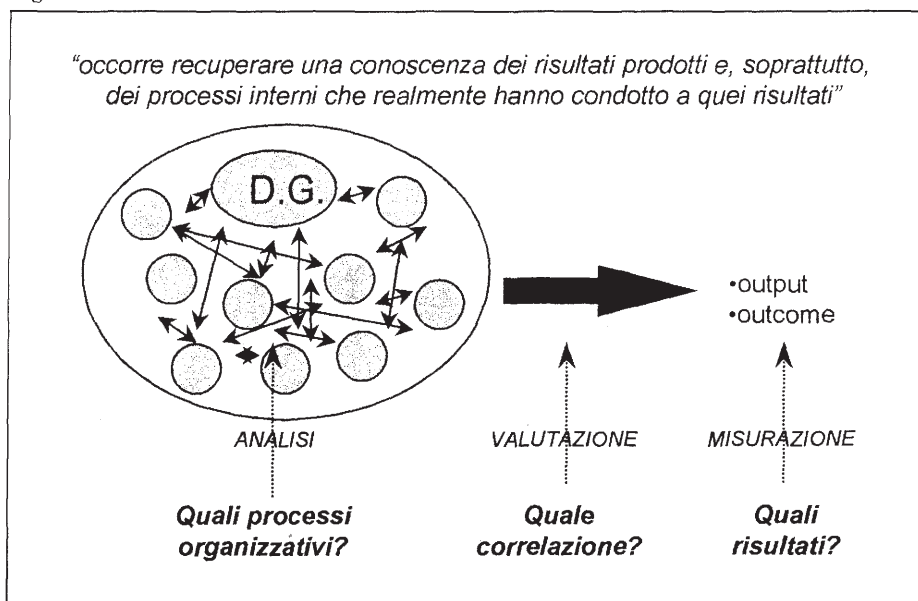 “occorre recuperare una conoscenza dei risultati prodotti e, soprattutto,
dei processi interni che realmente hanno condotto a quei risultati”
D.G.
•output
•outcome
ANALISI
VALUTAZIONE
MISURAZIONE
Quali processi
organizzativi?
Quale
correlazione?
Quali
risultati?